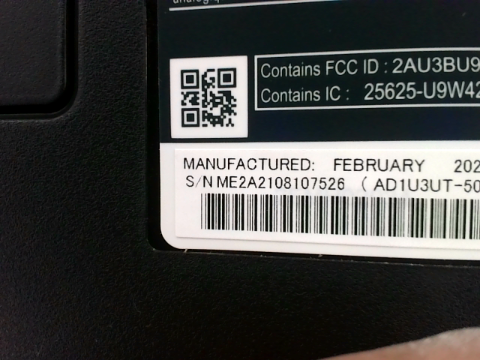 Contains FCC ID : 2AU3BU9
Contains IC : 25625-U9W42
MANUFACTURED: FEBRUARY 202
S/N ME2A2108107526 ( AD1U3UT-50